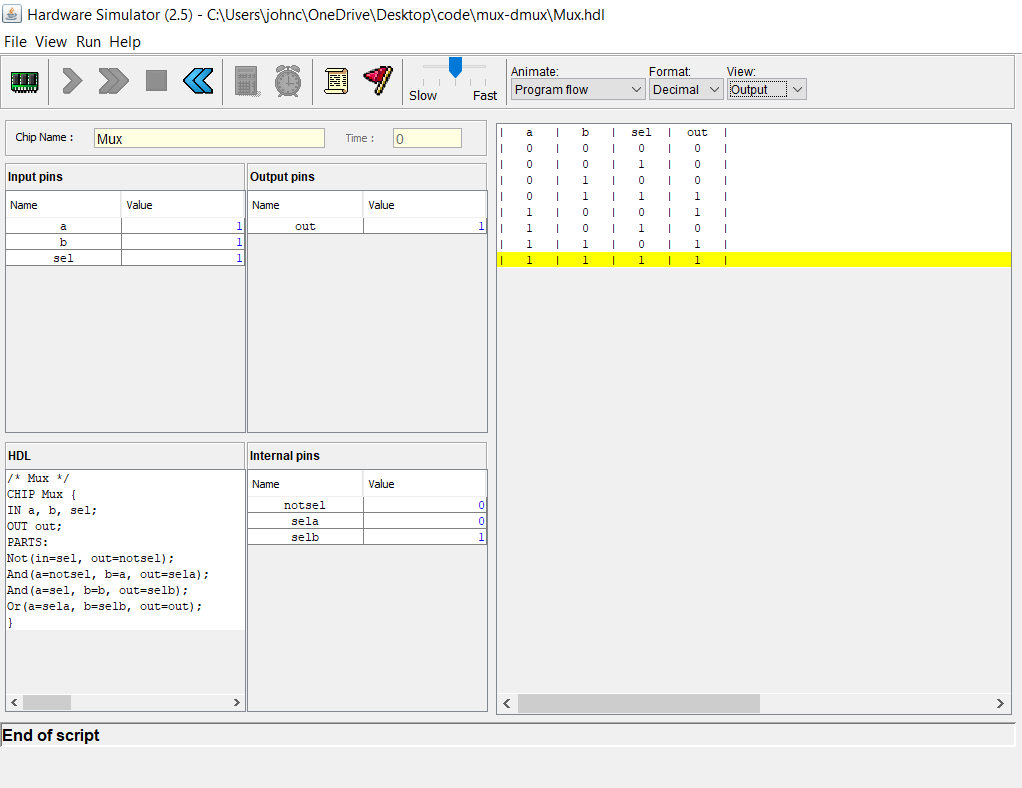 Hardware Simulator (2.5) - C:\Users\johnc\OneDrive\Desktop\code\mux-dmux\Mux.hdl
File View Run Help
Slow Fast
Animate: Format: View:
Program flow Decimal Output
Chip Name : Mux Time : 0
Input pins
Name Value
a 1
b 1
sel 1
Output pins
Name Value
out 1
HDL
/* Mux */
CHIP Mux {
IN a, b, sel;
OUT out;
PARTS:
Not(in=sel, out=notsel);
And(a=notsel, b=a, out=sela);
And(a=sel, b=b, out=selb);
Or(a=sela, b=selb, out=out);
}
Internal pins
Name Value
notsel 0
sela 0
selb 1
| a | b | sel | out |
| 0 | 0 | 0 | 0 |
| 0 | 0 | 1 | 0 |
| 0 | 1 | 0 | 0 |
| 0 | 1 | 1 | 1 |
| 1 | 0 | 0 | 1 |
| 1 | 0 | 1 | 0 |
| 1 | 1 | 0 | 1 |
| 1 | 1 | 1 | 1 |
End of script